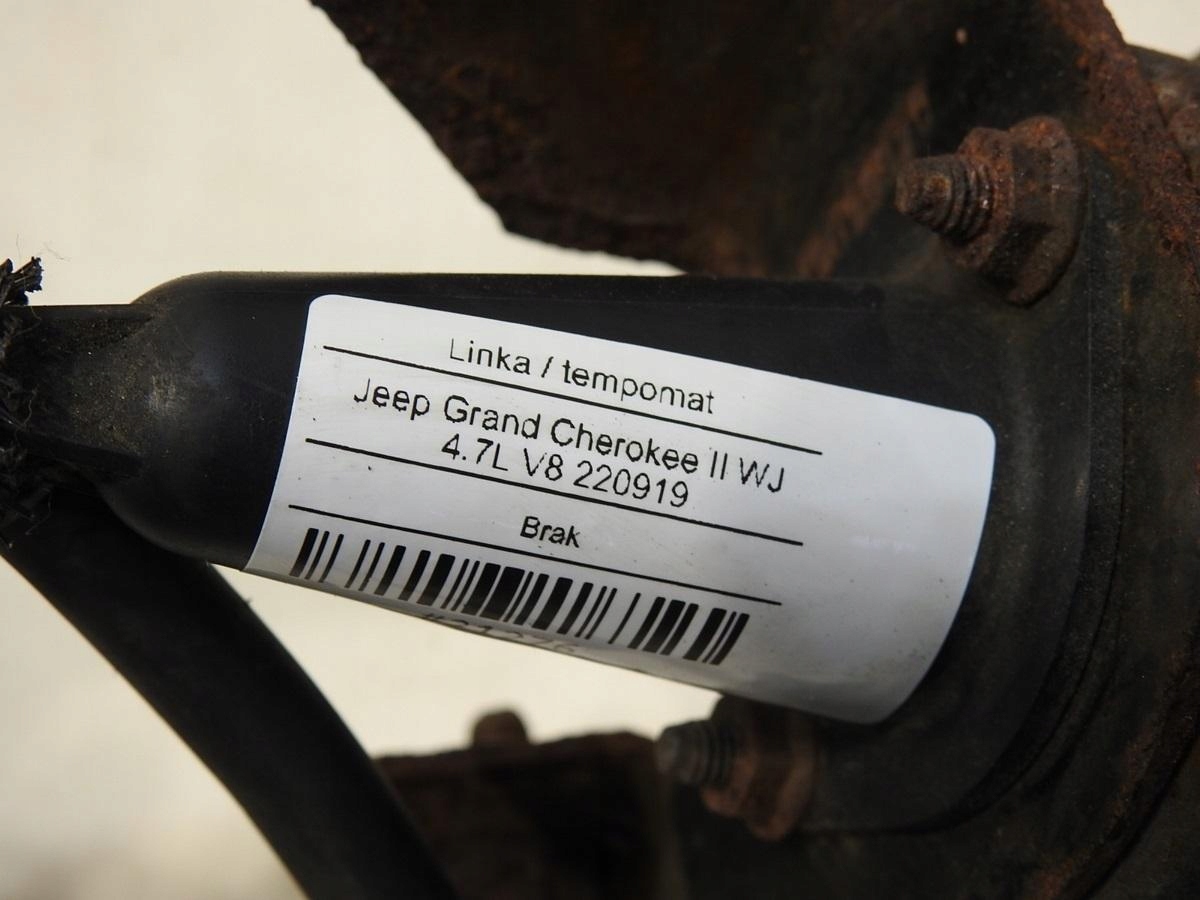 Linka / tempomat
Jeep Grand Cherokee II WJ
4.7L V8 220919
Brak